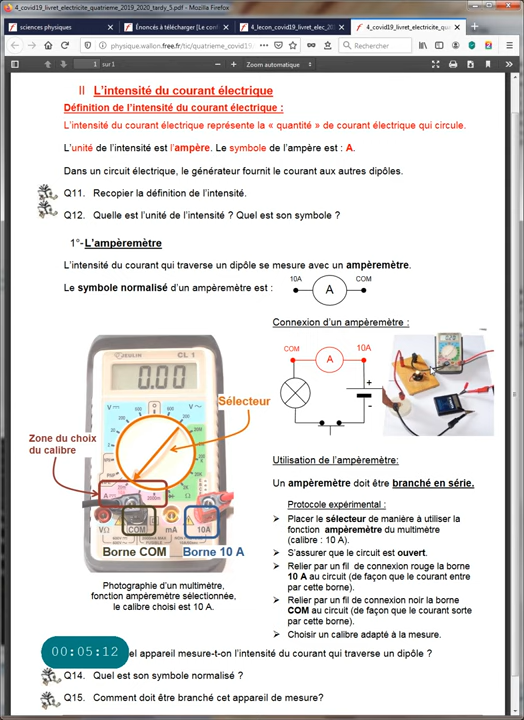 4_covid19_livret_electricite_quatrieme_2019_2020_tardy_5.pdf - Mozilla Firefox
sciences physiques
Énoncés à télécharger [Le conf
4_lecon_covid19_livret_elec_20
4_covid19_livret_electricite_qua
physique.wallon.free.fr/tic/quatrieme_covid19
80%
Rechercher
1 sur 1
Zoom automatique
II L'intensité du courant électrique
Définition de l'intensité du courant électrique :
L'intensité du courant électrique représente la « quantité » de courant électrique qui circule.
L'unité de l'intensité est l'ampère. Le symbole de l'ampère est : A.
Dans un circuit électrique, le générateur fournit le courant aux autres dipôles.
Q11. Recopier la définition de l'intensité.
Q12. Quelle est l'unité de l'intensité ? Quel est son symbole ?
1°- L'ampèremètre
L'intensité du courant qui traverse un dipôle se mesure avec un ampèremètre.
Le symbole normalisé d'un ampèremètre est :
10A
A
COM
Connexion d'un ampèremètre :
COM
A
10A
+
-
JEULIN
CL 1
0.00
Sélecteur
Zone du choix
du calibre
VΩ
COM
mA
10A
Borne COM
Borne 10 A
Photographie d'un multimètre,
fonction ampèremètre sélectionnée,
le calibre choisi est 10 A.
Utilisation de l'ampèremètre:
Un ampèremètre doit être branché en série.
Protocole expérimental :
➤ Placer le sélecteur de manière à utiliser la
fonction ampèremètre du multimètre
(calibre : 10 A).
➤ S'assurer que le circuit est ouvert.
➤ Relier par un fil de connexion rouge la borne
10 A au circuit (de façon que le courant entre
par cette borne).
➤ Relier par un fil de connexion noir la borne
COM au circuit (de façon que le courant sorte
par cette borne).
➤ Choisir un calibre adapté à la mesure.
00:05:12
el appareil mesure-t-on l'intensité du courant qui traverse un dipôle ?
Q14. Quel est son symbole normalisé ?
Q15. Comment doit être branché cet appareil de mesure?